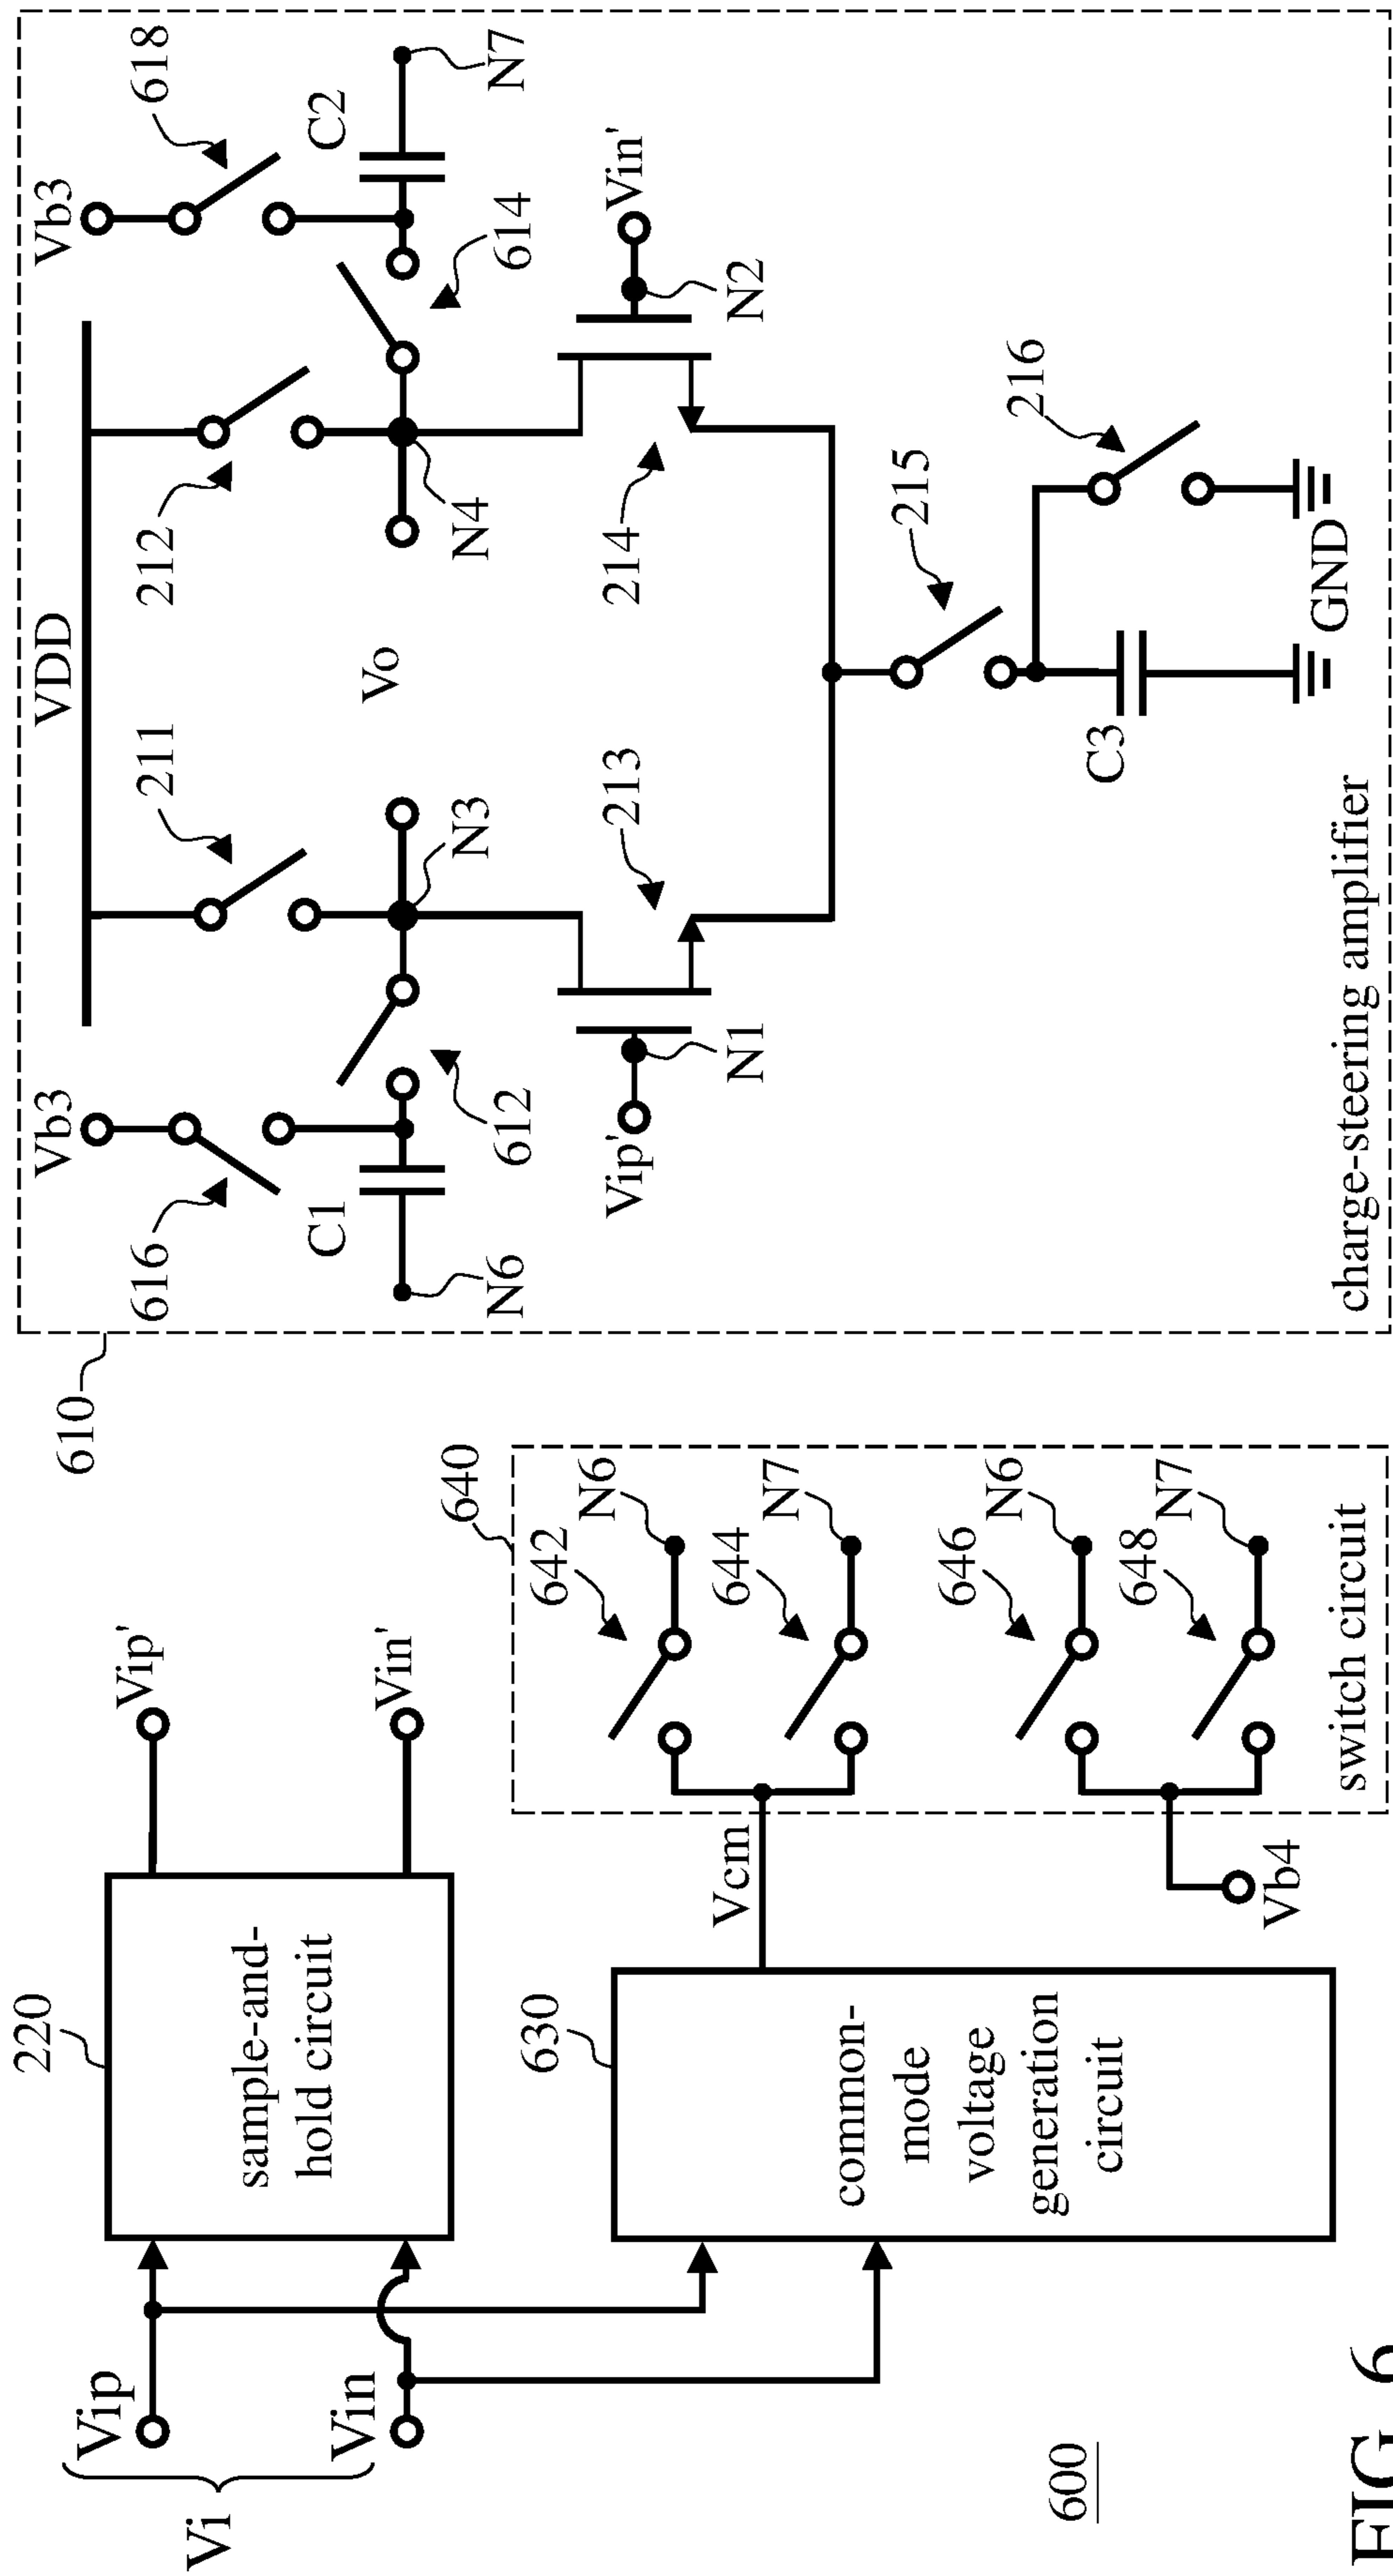 Vi
Vip
Vin
220
sample-and-
hold circuit
Vip'
Vin'
630
common-
mode
voltage
generation
circuit
Vcm
Vb4
640
642
N6
644
N7
646
N6
648
N7
switch circuit
600
FIG. 6
610
VDD
Vb3
616
C1
N6
612
211
N3
Vo
212
N4
614
Vb3
618
C2
N7
Vip'
N1
213
214
N2
Vin'
215
216
C3
GND
charge-steering amplifier